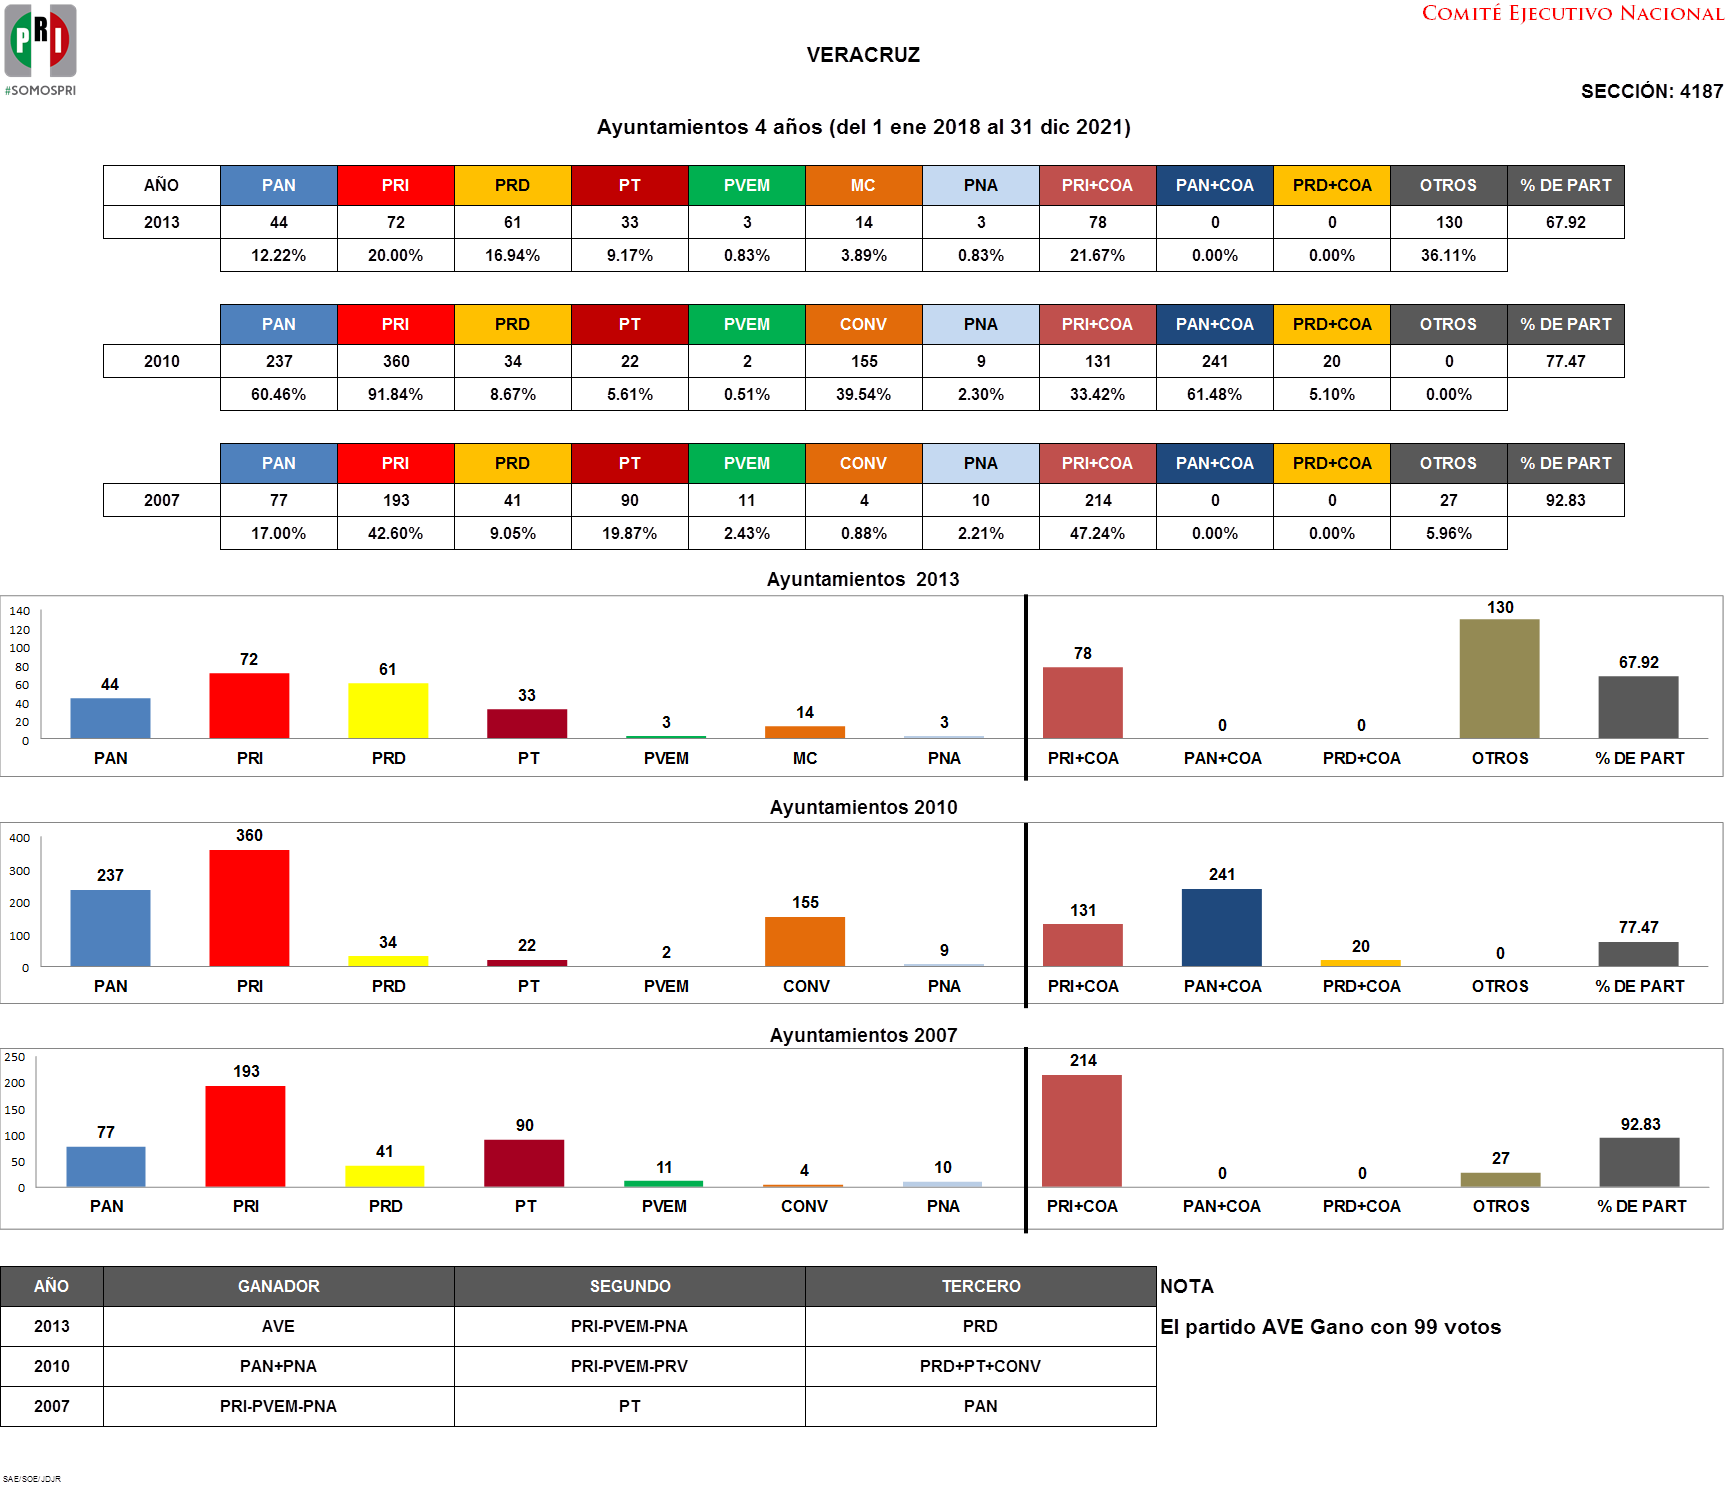 PRI
#SOMOSPRI
COMITÉ EJECUTIVO NACIONAL
VERACRUZ
SECCIÓN: 4187
Ayuntamientos 4 años (del 1 ene 2018 al 31 dic 2021)
AÑO PAN PRI PRD PT PVEM MC PNA PRI+COA PAN+COA PRD+COA OTROS % DE PART
2013 44 72 61 33 3 14 3 78 0 0 130 67.92
12.22% 20.00% 16.94% 9.17% 0.83% 3.89% 0.83% 21.67% 0.00% 0.00% 36.11%
PAN PRI PRD PT PVEM CONV PNA PRI+COA PAN+COA PRD+COA OTROS % DE PART
2010 237 360 34 22 2 155 9 131 241 20 0 77.47
60.46% 91.84% 8.67% 5.61% 0.51% 39.54% 2.30% 33.42% 61.48% 5.10% 0.00%
PAN PRI PRD PT PVEM CONV PNA PRI+COA PAN+COA PRD+COA OTROS % DE PART
2007 77 193 41 90 11 4 10 214 0 0 27 92.83
17.00% 42.60% 9.05% 19.87% 2.43% 0.88% 2.21% 47.24% 0.00% 0.00% 5.96%
Ayuntamientos 2013
140
120
100
80
60
40
20
0
44 72 61 33 3 14 3 78 0 0 130 67.92
PAN PRI PRD PT PVEM MC PNA PRI+COA PAN+COA PRD+COA OTROS % DE PART
Ayuntamientos 2010
400
300
200
100
0
237 360 34 22 2 155 9 131 241 20 0 77.47
PAN PRI PRD PT PVEM CONV PNA PRI+COA PAN+COA PRD+COA OTROS % DE PART
Ayuntamientos 2007
250
200
150
100
50
0
77 193 41 90 11 4 10 214 0 0 27 92.83
PAN PRI PRD PT PVEM CONV PNA PRI+COA PAN+COA PRD+COA OTROS % DE PART
AÑO GANADOR SEGUNDO TERCERO NOTA
2013 AVE PRI-PVEM-PNA PRD El partido AVE Gano con 99 votos
2010 PAN+PNA PRI-PVEM-PRV PRD+PT+CONV
2007 PRI-PVEM-PNA PT PAN
SAE/SOE/JDJR